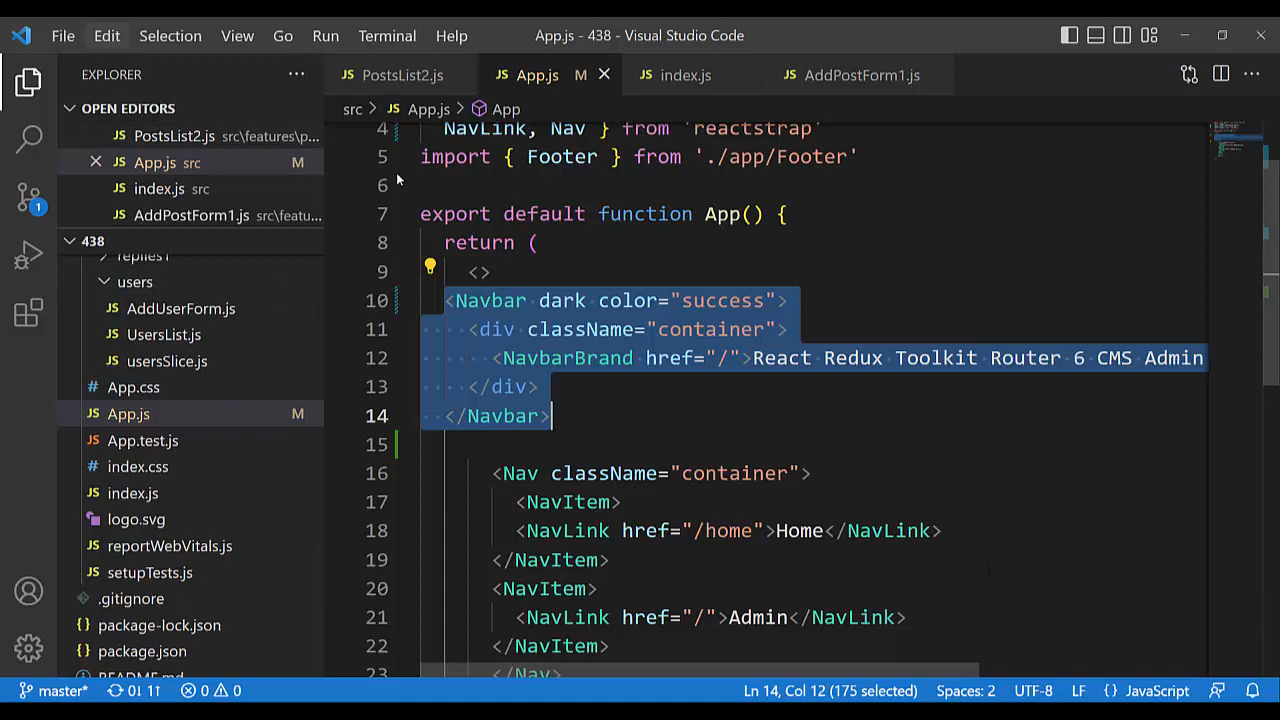 File Edit Selection View Go Run Terminal Help App.js - 438 - Visual Studio Code
EXPLORER
OPEN EDITORS
PostsList2.js src\features\p...
App.js src M
index.js src
AddPostForm1.js src\featu...
438
replies1
users
AddUserForm.js
UsersList.js
usersSlice.js
App.css
App.js M
App.test.js
index.css
index.js
logo.svg
reportWebVitals.js
setupTests.js
.gitignore
package-lock.json
package.json
README.md
PostsList2.js App.js M index.js AddPostForm1.js
src > App.js > App
4 NavLink, Nav } from 'reactstrap'
5 import { Footer } from './app/Footer'
6
7 export default function App() {
8 return (
9 <>
10 <Navbar dark color="success">
11 <div className="container">
12 <NavbarBrand href="/">React Redux Toolkit Router 6 CMS Admin
13 </div>
14 </Navbar>
15
16 <Nav className="container">
17 <NavItem>
18 <NavLink href="/home">Home</NavLink>
19 </NavItem>
20 <NavItem>
21 <NavLink href="/">Admin</NavLink>
22 </NavItem>
23 </Nav>
1
master* 0↓ 1↑ 0 0 Ln 14, Col 12 (175 selected) Spaces: 2 UTF-8 LF {} JavaScript